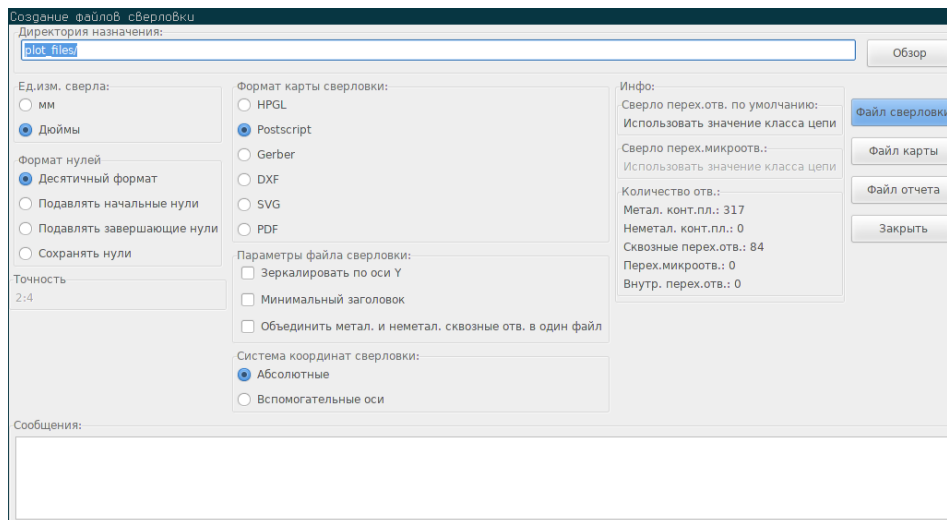 Создание файлов сверловки
Директория назначения:
plot_files/
Обзор
Ед.изм. сверла:
мм
Дюймы
Формат нулей
Десятичный формат
Подавлять начальные нули
Подавлять завершающие нули
Сохранять нули
Точность
2:4
Формат карты сверловки:
HPGL
Postscript
Gerber
DXF
SVG
PDF
Параметры файла сверловки:
Зеркалировать по оси Y
Минимальный заголовок
Объединить метал. и неметал. сквозные отв. в один файл
Система координат сверловки:
Абсолютные
Вспомогательные оси
Инфо:
Сверло перех.отв. по умолчанию:
Использовать значение класса цепи
Сверло перех.микроотв.:
Использовать значение класса цепи
Количество отв.:
Метал. конт.пл.: 317
Неметал. конт.пл.: 0
Сквозные перех.отв.: 84
Перех.микроотв.: 0
Внутр. перех.отв.: 0
Файл сверловки
Файл карты
Файл отчета
Закрыть
Сообщения: